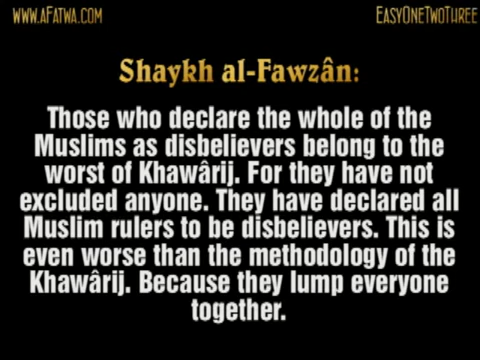 www.aFatwa.com
EasyOneTwoThree
Shaykh al-Fawzân:
Those who declare the whole of the
Muslims as disbelievers belong to the
worst of Khawârij. For they have not
excluded anyone. They have declared all
Muslim rulers to be disbelievers. This is
even worse than the methodology of the
Khawârij. Because they lump everyone
together.